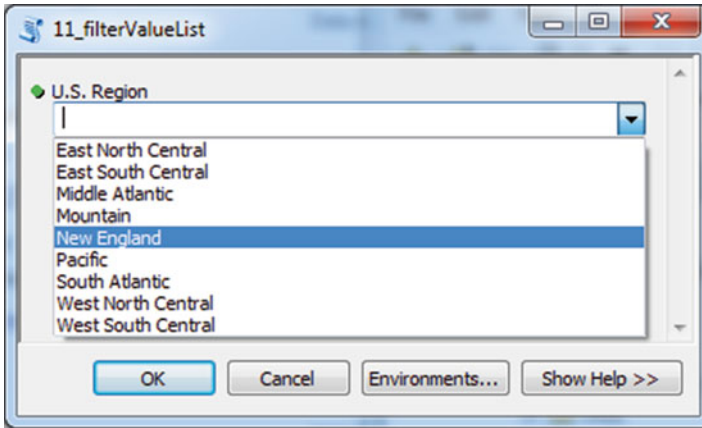 11_filterValueList
U.S. Region
East North Central
East South Central
Middle Atlantic
Mountain
New England
Pacific
South Atlantic
West North Central
West South Central
OK Cancel Environments... Show Help >>